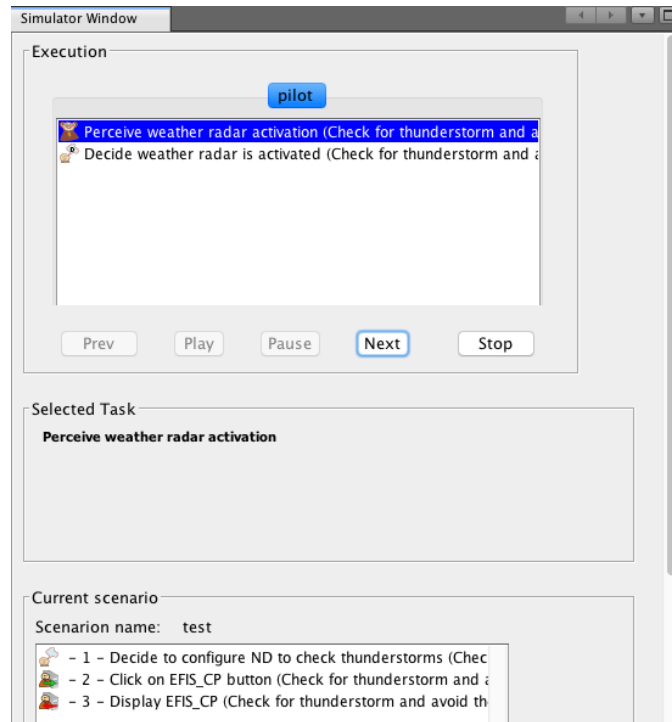 Simulator Window
Execution
pilot
Perceive weather radar activation (Check for thunderstorm and a
Decide weather radar is activated (Check for thunderstorm and a
Prev Play Pause Next Stop
Selected Task
Perceive weather radar activation
Current scenario
Scenarion name: test
- 1 - Decide to configure ND to check thunderstorms (Chec
- 2 - Click on EFIS_CP button (Check for thunderstorm and a
- 3 - Display EFIS_CP (Check for thunderstorm and avoid th